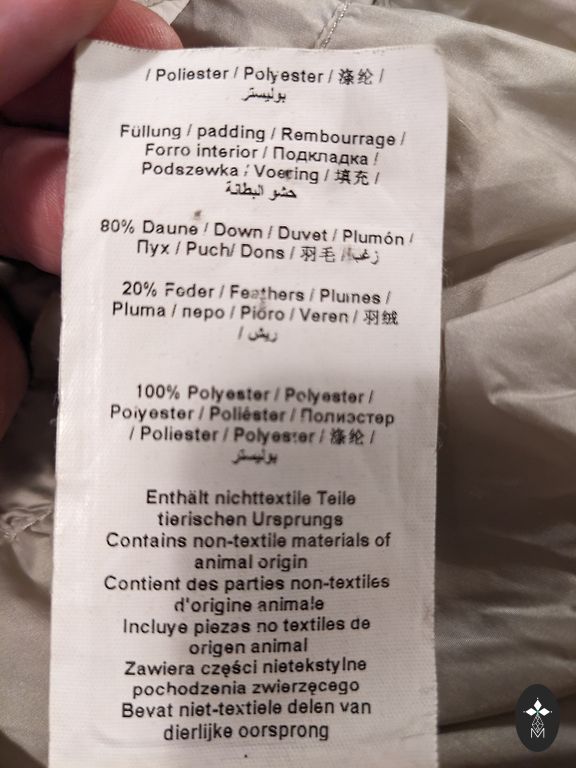 / Poliester / Polyester / 涤纶 /
بوليستر
Füllung / padding / Rembourrage /
Forro interior / Подкладка /
Podszewka / Voering / 填充 /
حشو البطانة
80% Daune / Down / Duvet / Plumón /
Пух / Puch/ Dons / 羽毛 / زغب
20% Feder / Feathers / Plumes /
Pluma / перо / Pióro / Veren / 羽绒
/ ريش
100% Polyester / Polyester /
Polyester / Poliéster / Полиэстер
/ Poliester / Polyester / 涤纶 /
بوليستر
Enthält nichttextile Teile
tierischen Ursprungs
Contains non-textile materials of
animal origin
Contient des parties non-textiles
d'origine animale
Incluye piezas no textiles de
origen animal
Zawiera części nietekstylne
pochodzenia zwierzęcego
Bevat niet-textiele delen van
dierlijke oorsprong
M